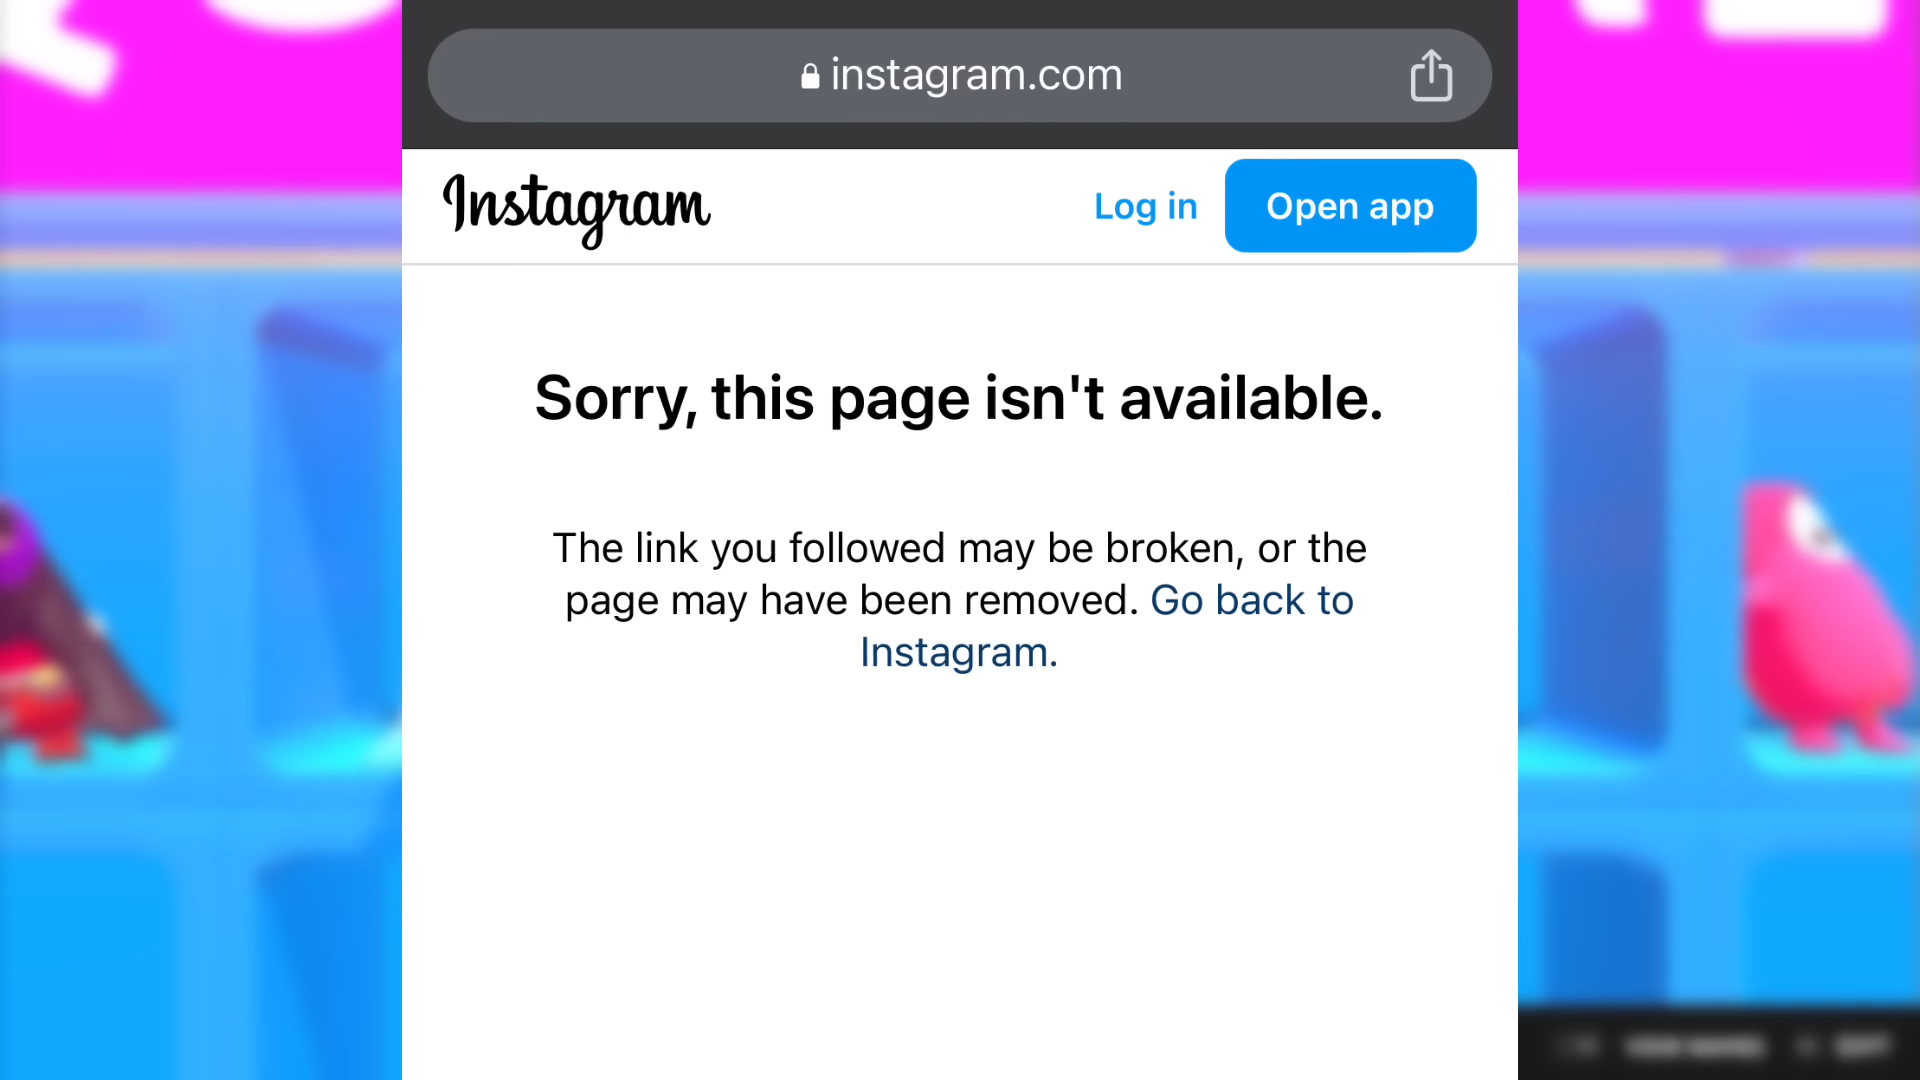 instagram.com
Instagram
Log in
Open app
Sorry, this page isn't available.
The link you followed may be broken, or the
page may have been removed. Go back to
Instagram.